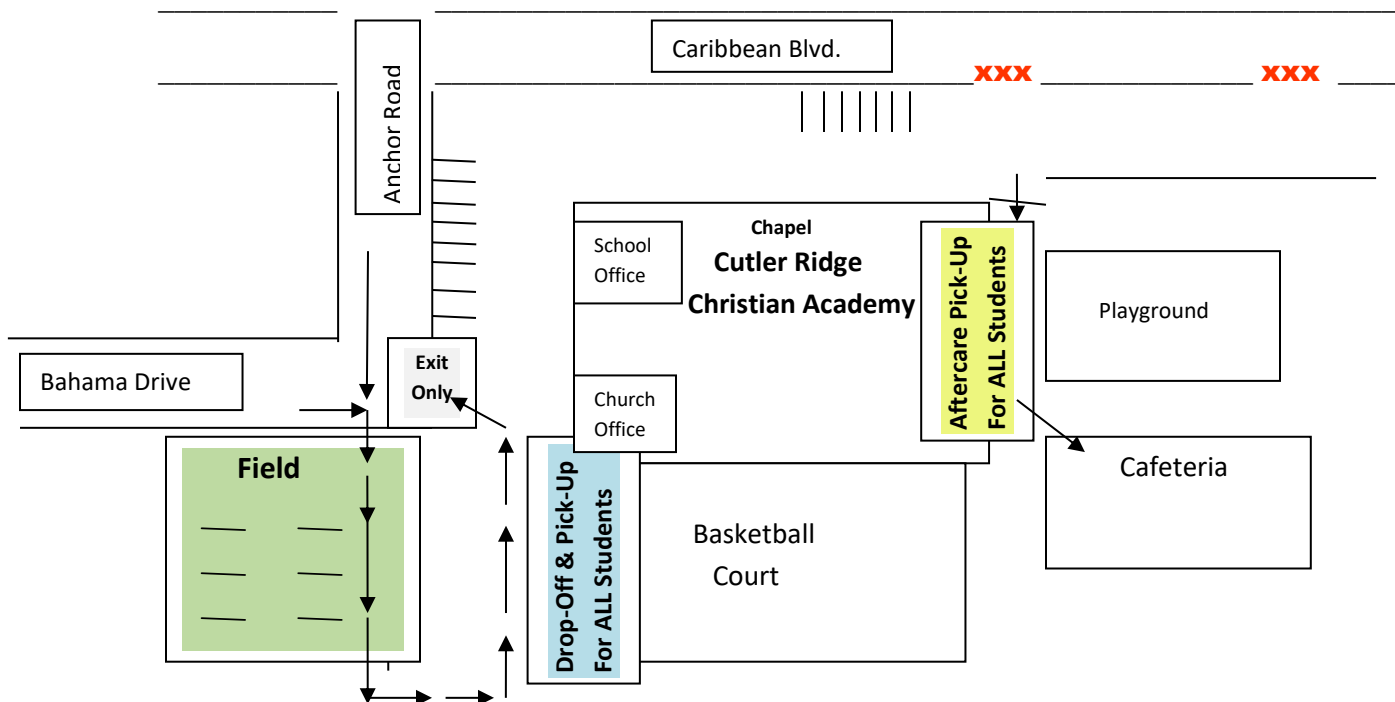 Caribbean Blvd.
xxx
xxx
Anchor Road
Chapel
School
Office
Cutler Ridge
Christian Academy
Aftercare Pick-Up
For ALL Students
Playground
Exit
Only
Bahama Drive
Church
Office
Field
Cafeteria
Drop-Off & Pick-Up
For ALL Students
Basketball
Court